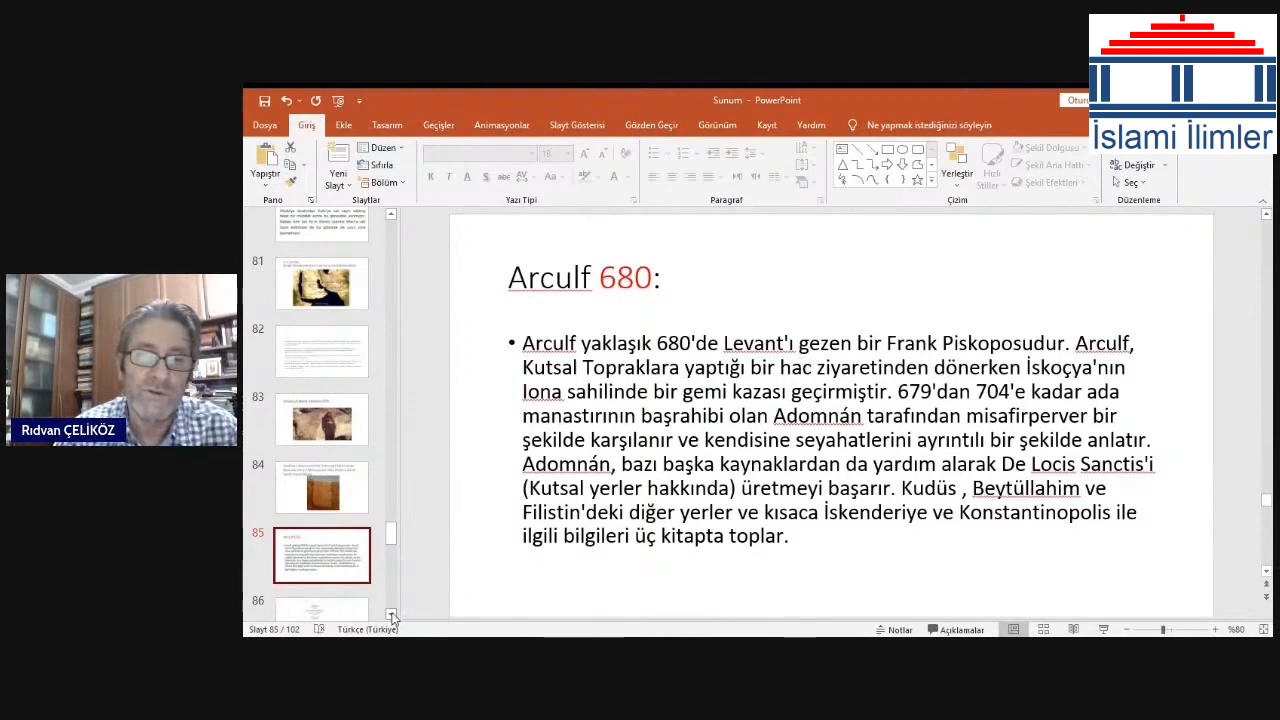 İslami İlimler
Sunum - PowerPoint
Oturu
Dosya Giriş Ekle Tasarım Geçişler Animasyonlar Slayt Gösterisi Gözden Geçir Görünüm Kayıt Yardım Ne yapmak istediğinizi söyleyin
Yapıştır
Yeni
Slayt
Düzen
Sıfırla
Bölüm
18
K T A S
Yerleştir
Hızlı
Stiller
Şekil Dolgusu
Şekil Ana Hattı
Şekil Efektleri
Değiştir
Seç
Pano Slaytlar Yazı Tipi Paragraf Çizim Düzenleme
81
82
83
84
85
86
Arculf 680:
• Arculf yaklaşık 680'de Levant'ı gezen bir Frank Piskoposudur. Arculf,
Kutsal Topraklara yaptığı bir hac ziyaretinden dönerken İskoçya'nın
Iona sahilinde bir gemi kazası geçirmiştir. 679'dan 704'e kadar ada
manastırının başrahibi olan Adomnán tarafından misafirperver bir
şekilde karşılanır ve kendisine seyahatlerini ayrıntılı bir şekilde anlatır.
Adamnán, bazı başka kaynaklardan da yardım alarak De Locis Sanctis'i
(Kutsal yerler hakkında) üretmeyi başarır. Kudüs , Beytüllahim ve
Filistin'deki diğer yerler ve kısaca İskenderiye ve Konstantinopolis ile
ilgili bilgileri üç kitapta toplar.
Rıdvan ÇELİKÖZ
Slayt 85 / 102 Türkçe (Türkiye) Notlar Açıklamalar %80